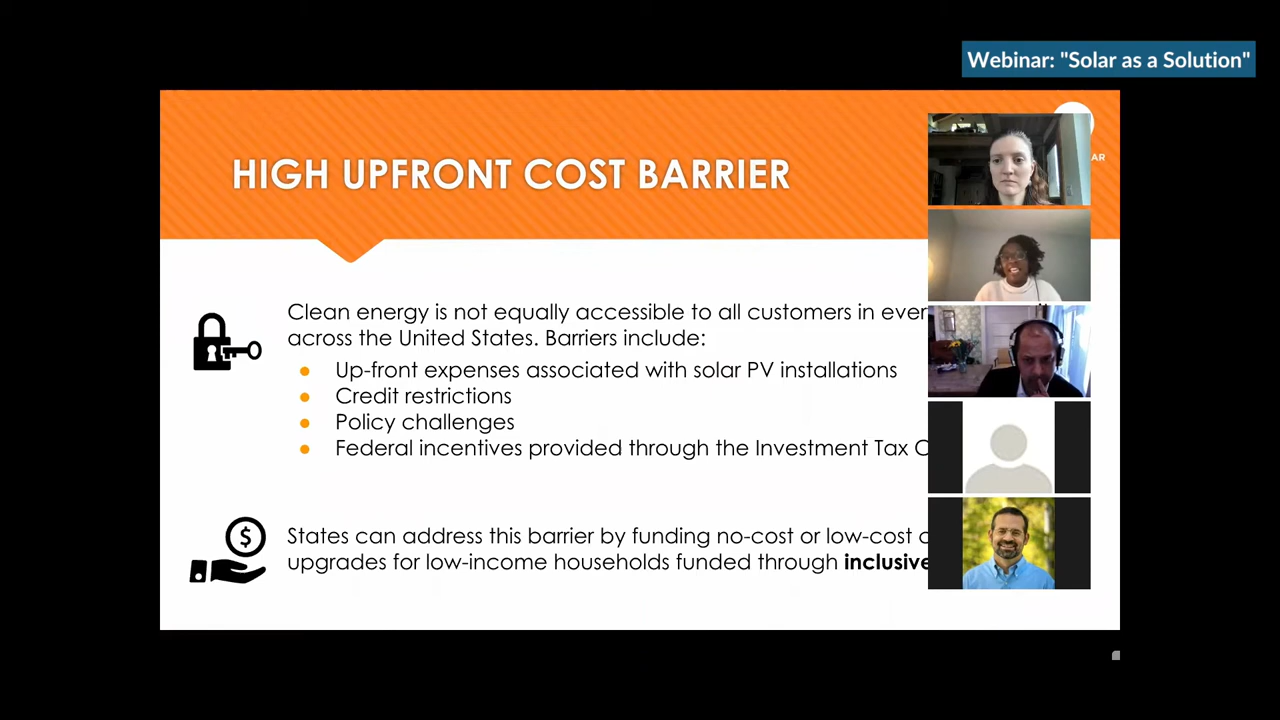 Webinar: "Solar as a Solution"
AR
HIGH UPFRONT COST BARRIER
Clean energy is not equally accessible to all customers in
across the United States. Barriers include:
● Up-front expenses associated with solar PV installations
● Credit restrictions
● Policy challenges
● Federal incentives provided through the Investment Tax
$
States can address this barrier by funding no-cost or low-cost
upgrades for low-income households funded through inclusive